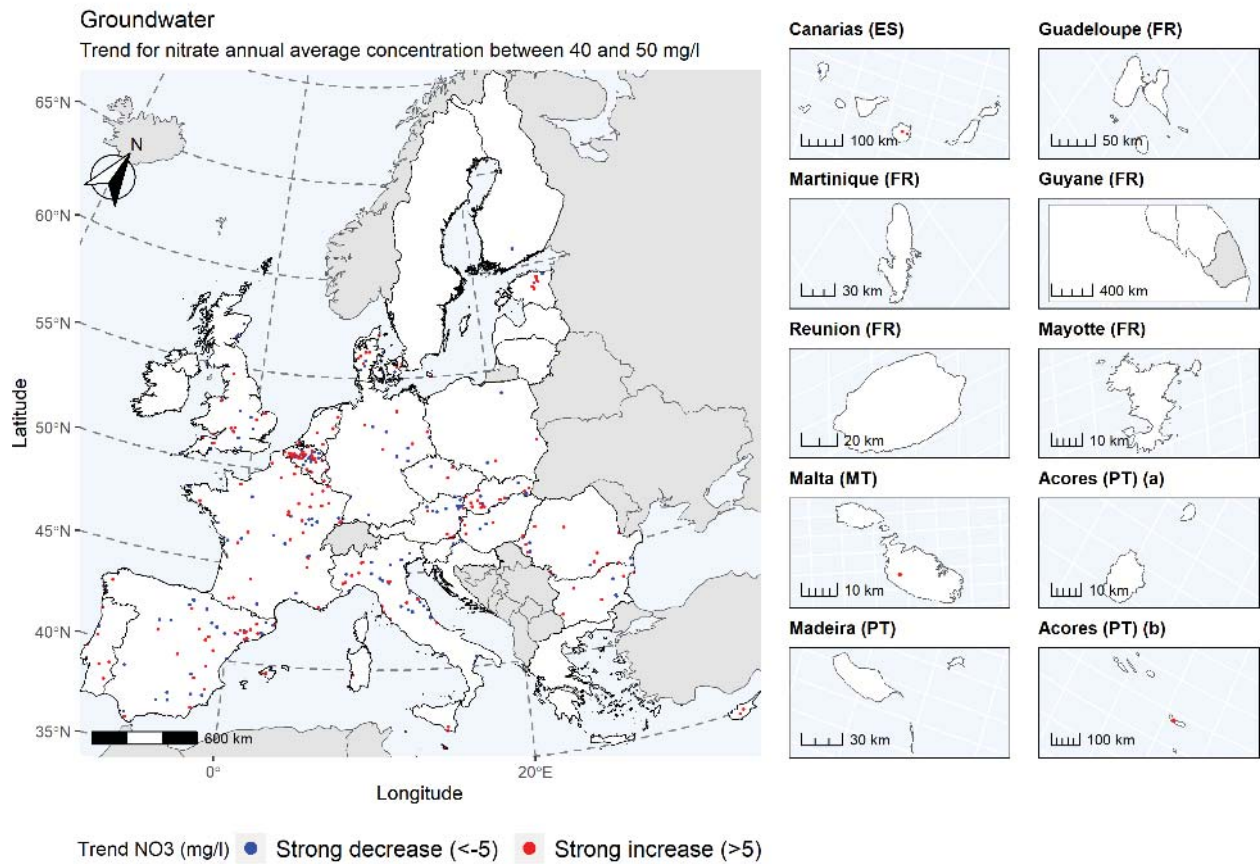 Groundwater
Trend for nitrate annual average concentration between 40 and 50 mg/l
65°N
60°N
55°N
50°N
45°N
40°N
35°N
Latitude
N
600 km
0°
20°E
Longitude
Canarias (ES)
100 km
Guadeloupe (FR)
50 km
Martinique (FR)
30 km
Guyane (FR)
400 km
Reunion (FR)
20 km
Mayotte (FR)
10 km
Malta (MT)
10 km
Acores (PT) (a)
10 km
Madeira (PT)
30 km
Acores (PT) (b)
100 km
Trend NO3 (mg/l) Strong decrease (<-5) Strong increase (>5)